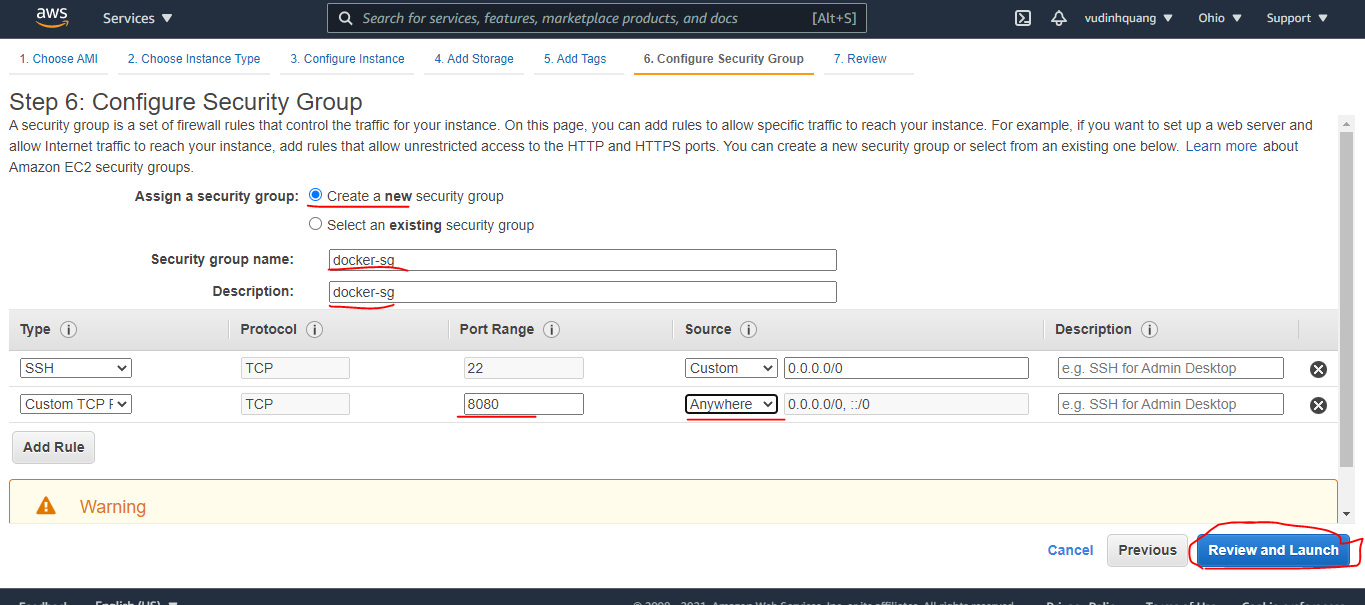 aws Services Search for services, features, marketplace products, and docs [Alt+S] vudinhquang Ohio Support
1. Choose AMI 2. Choose Instance Type 3. Configure Instance 4. Add Storage 5. Add Tags 6. Configure Security Group 7. Review
Step 6: Configure Security Group
A security group is a set of firewall rules that control the traffic for your instance. On this page, you can add rules to allow specific traffic to reach your instance. For example, if you want to set up a web server and
allow Internet traffic to reach your instance, add rules that allow unrestricted access to the HTTP and HTTPS ports. You can create a new security group or select from an existing one below. Learn more about
Amazon EC2 security groups.
Assign a security group: Create a new security group
Select an existing security group
Security group name: docker-sg
Description: docker-sg
Type Protocol Port Range Source Description
SSH TCP 22 Custom 0.0.0.0/0 e.g. SSH for Admin Desktop
Custom TCP TCP 8080 Anywhere 0.0.0.0/0, ::/0 e.g. SSH for Admin Desktop
Add Rule
Warning
Cancel Previous Review and Launch
English (US)